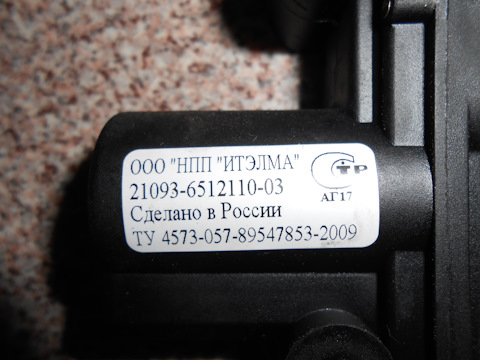 ООО "НПП "ИТЭЛМА"
21093-6512110-03
Сделано в России
ТУ 4573-057-89547853-2009
СТР
АГ17